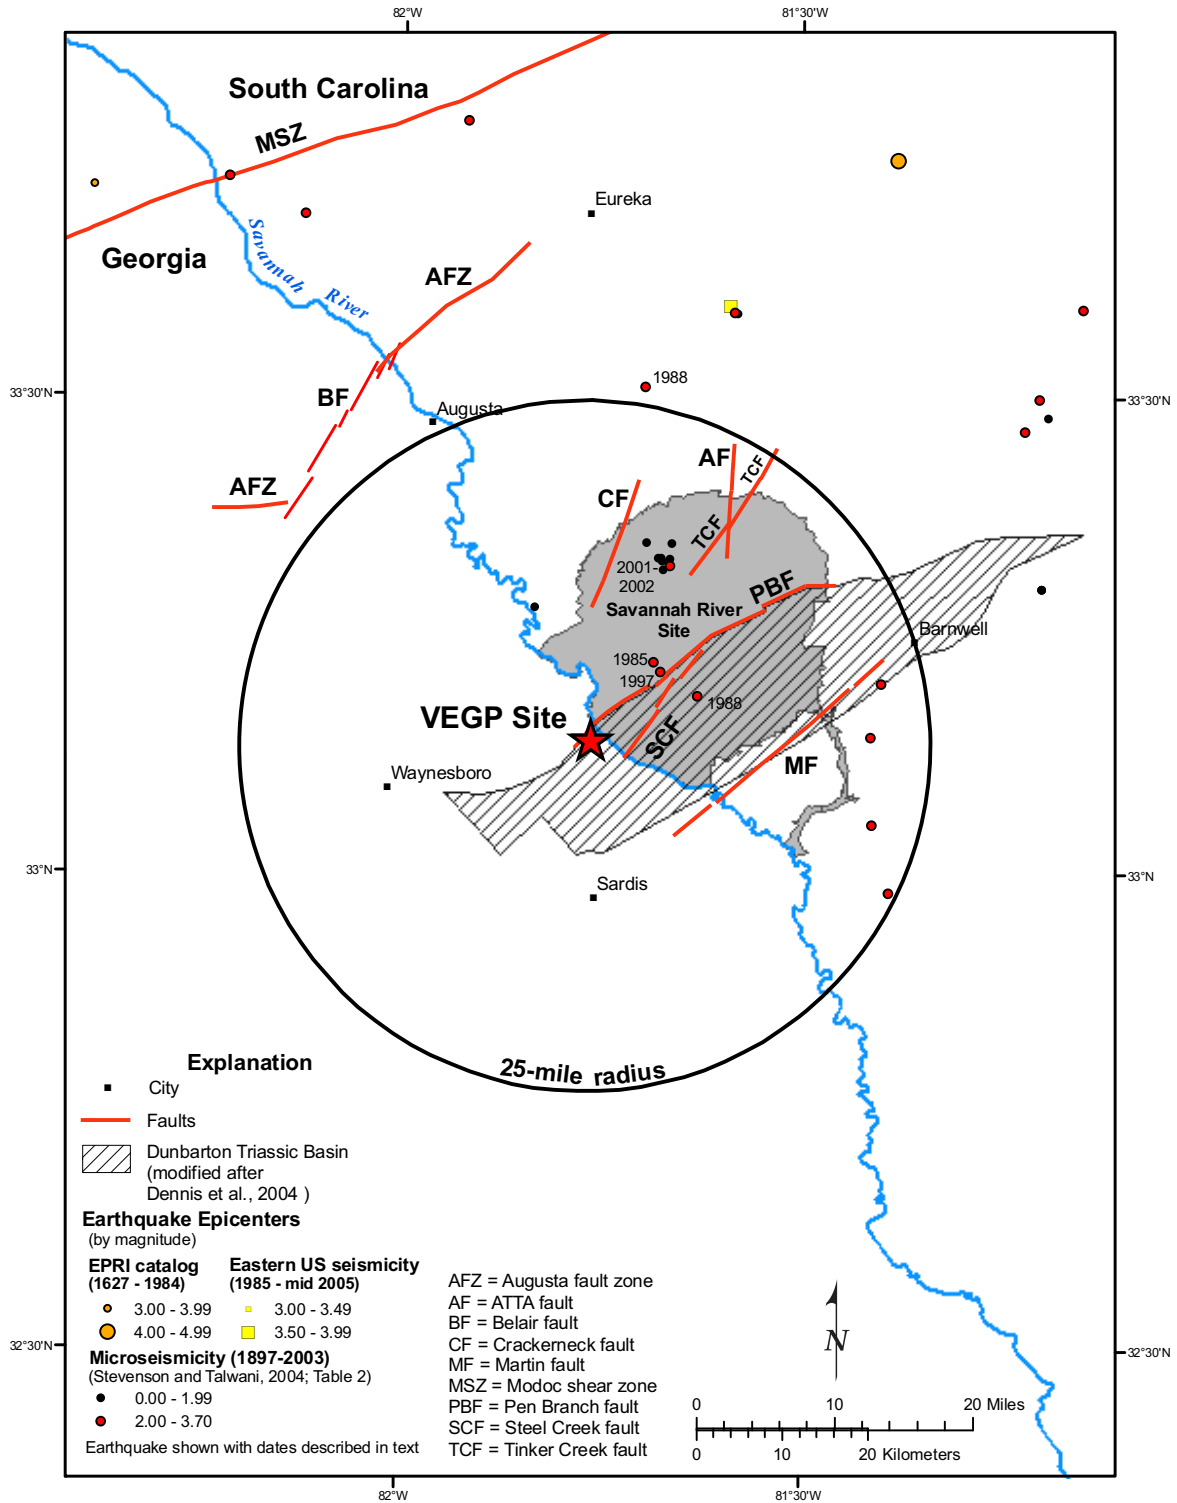 82°W
81°30'W
South Carolina
MSZ
Eureka
Georgia
Savannah
River
AFZ
1988
33°30'N
33°30'N
BF
Augusta
AF
TCF
AFZ
CF
TCF
2001-
2002
PBF
Savannah River
Site
Barnwell
1985
1997
1988
VEGP Site
SCF
MF
Waynesboro
33°N
33°N
Sardis
25-mile radius
Explanation
City
Faults
Dunbarton Triassic Basin
(modified after
Dennis et al., 2004 )
Earthquake Epicenters
(by magnitude)
EPRI catalog
(1627 - 1984)
3.00 - 3.99
4.00 - 4.99
Eastern US seismicity
(1985 - mid 2005)
3.00 - 3.49
3.50 - 3.99
Microseismicity (1897-2003)
(Stevenson and Talwani, 2004; Table 2)
0.00 - 1.99
2.00 - 3.70
Earthquake shown with dates described in text
AFZ = Augusta fault zone
AF = ATTA fault
BF = Belair fault
CF = Crackerneck fault
MF = Martin fault
MSZ = Modoc shear zone
PBF = Pen Branch fault
SCF = Steel Creek fault
TCF = Tinker Creek fault
N
0 10 20 Miles
0 10 20 Kilometers
32°30'N
32°30'N
82°W
81°30'W